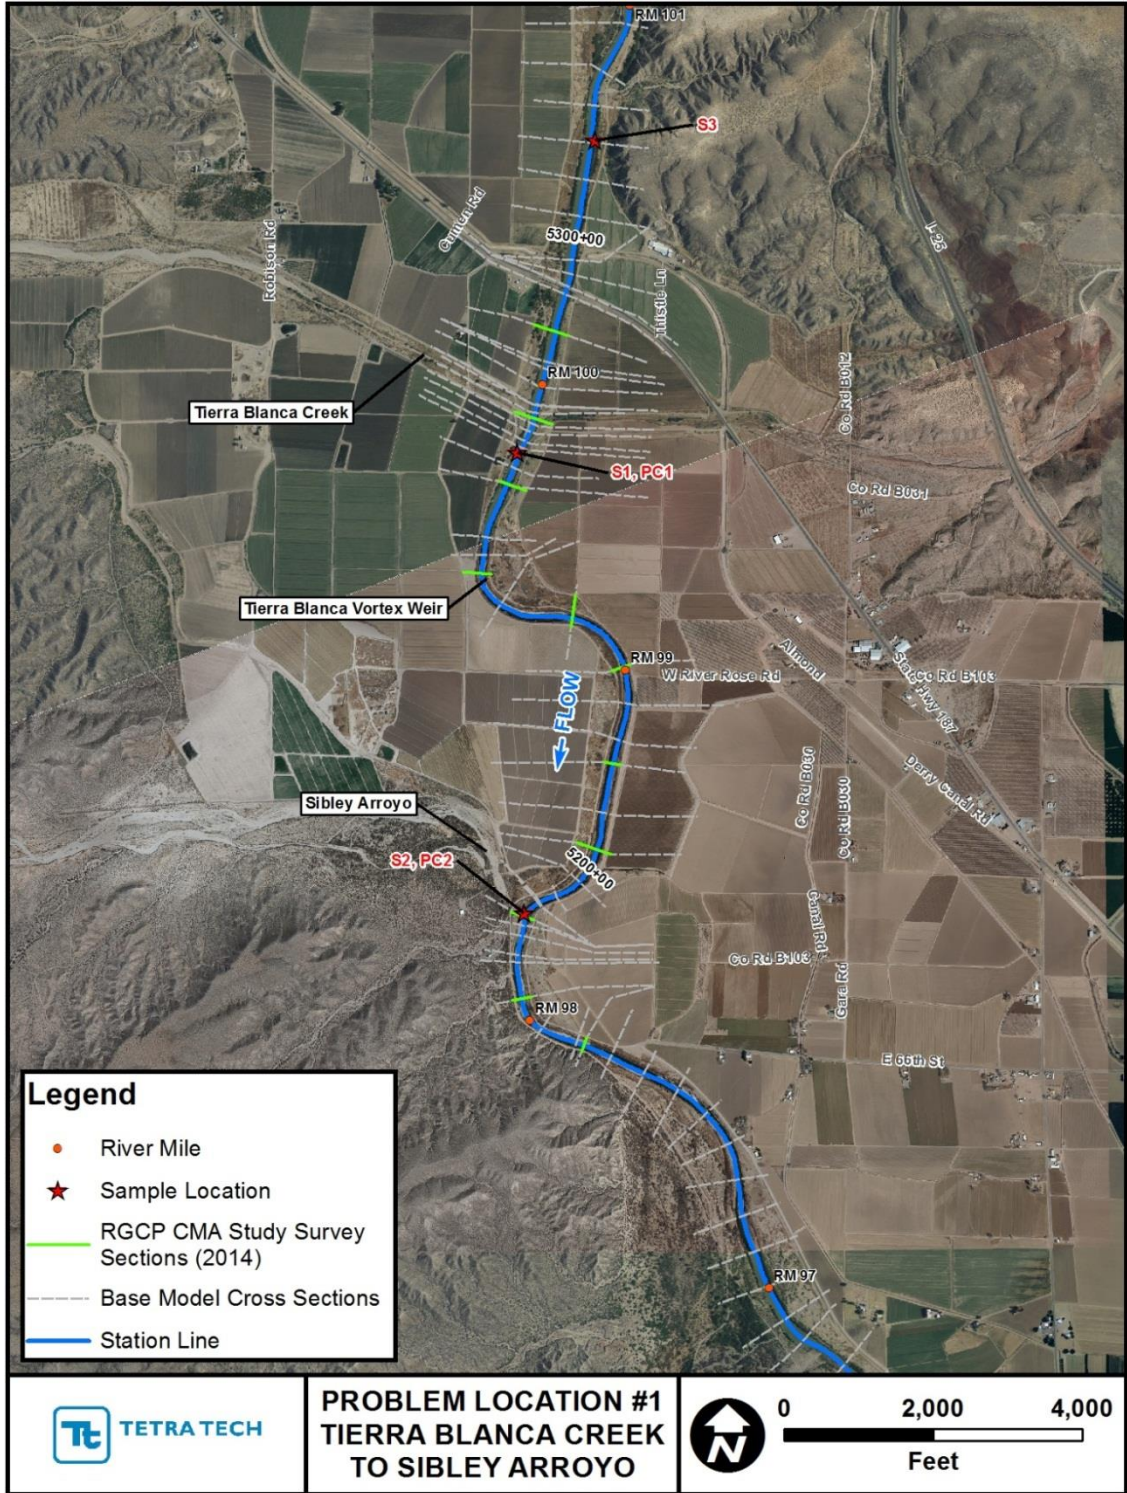 RM 101
S3
Cumun Rd
I- 25
Robison Rd
5300+00
Thistle Ln
RM 100
Co Rd B012
Tierra Blanca Creek
S1, PC1
Co Rd B031
Tierra Blanca Vortex Weir
RM 99
W River Rose Rd
Almond
State Hwy 187
Co Rd B103
FLOW
Co Rd B030
Co Rd B030
Derry Canal Rd
Sibley Arroyo
S2, PC2
5200+00
Canal Rd
Co Rd B103
Gara Rd
RM 98
E 66th St
RM 97
Legend
River Mile
Sample Location
RGCP CMA Study Survey
Sections (2014)
Base Model Cross Sections
Station Line
Tt TETRA TECH
PROBLEM LOCATION #1
TIERRA BLANCA CREEK
TO SIBLEY ARROYO
N
0 2,000 4,000
Feet